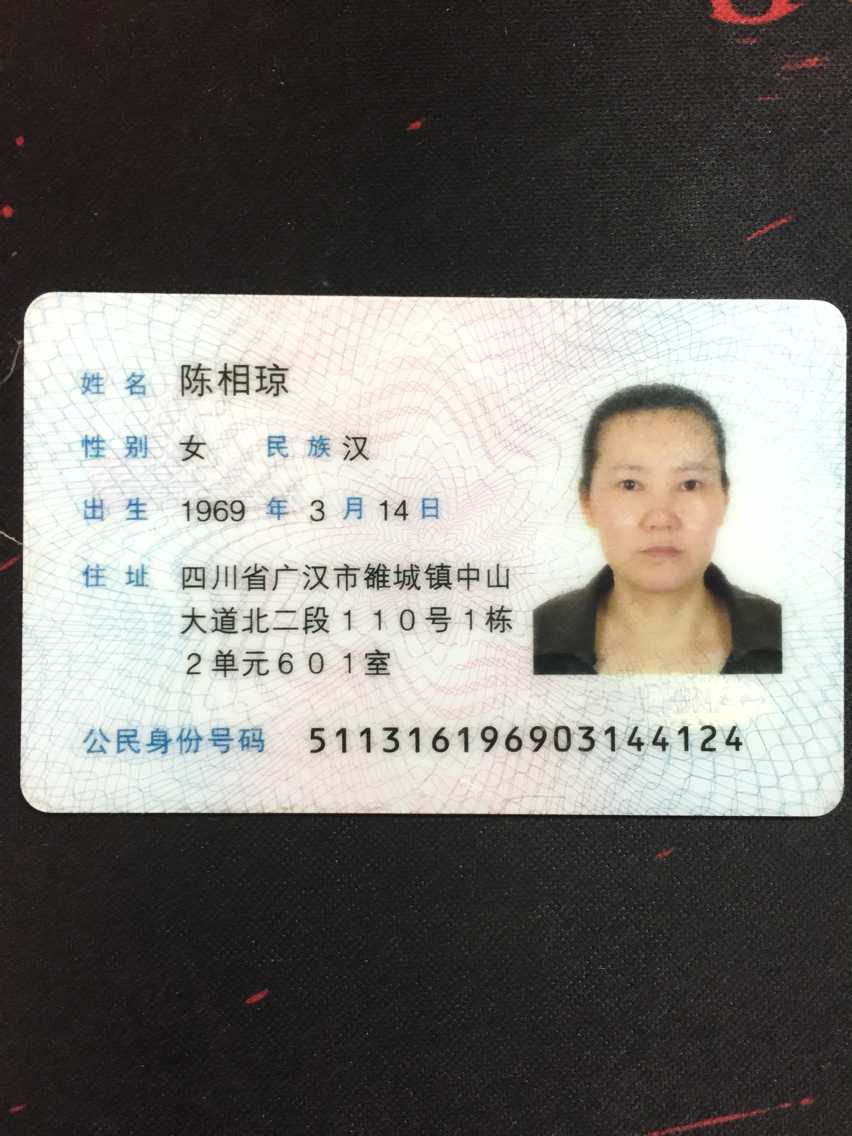 姓名 陈相琼
性别 女 民族 汉
出生 1969 年 3 月 14 日
住址 四川省广汉市雒城镇中山
大道北二段110号1栋
2单元601室
公民身份号码 511316196903144124